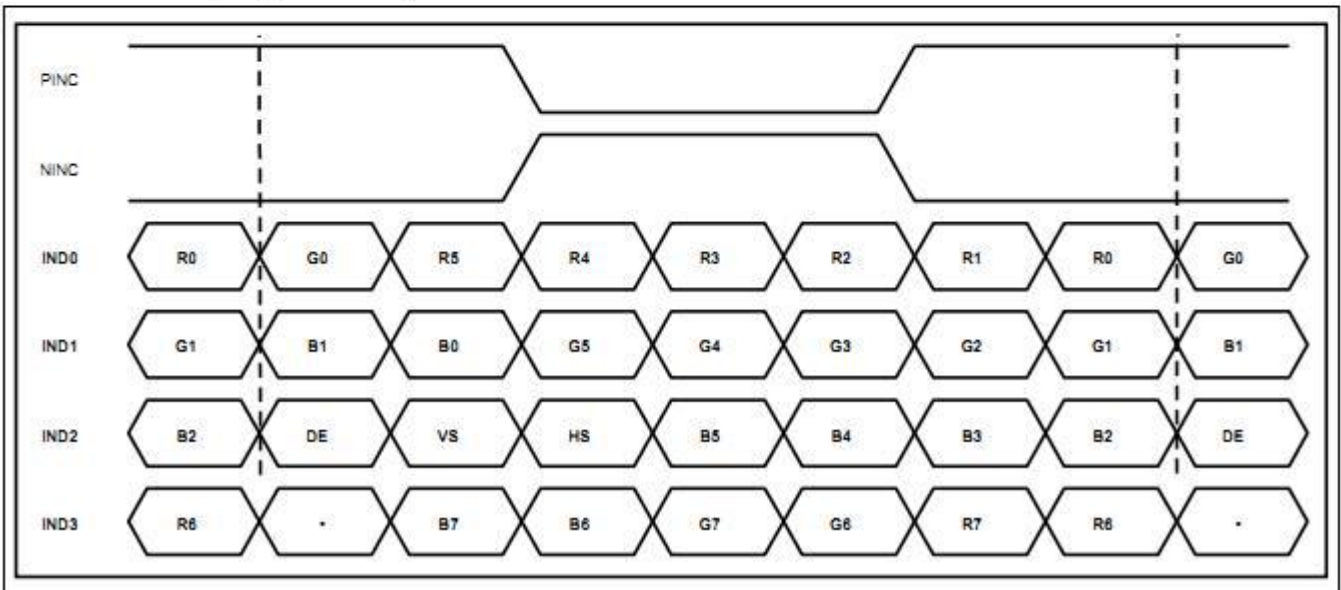 PINC
NINC
IND0 R0 G0 R5 R4 R3 R2 R1 R0 G0
IND1 G1 B1 B0 G5 G4 G3 G2 G1 B1
IND2 B2 DE VS HS B5 B4 B3 B2 DE
IND3 R6 - B7 B6 G7 G6 R7 R6 -